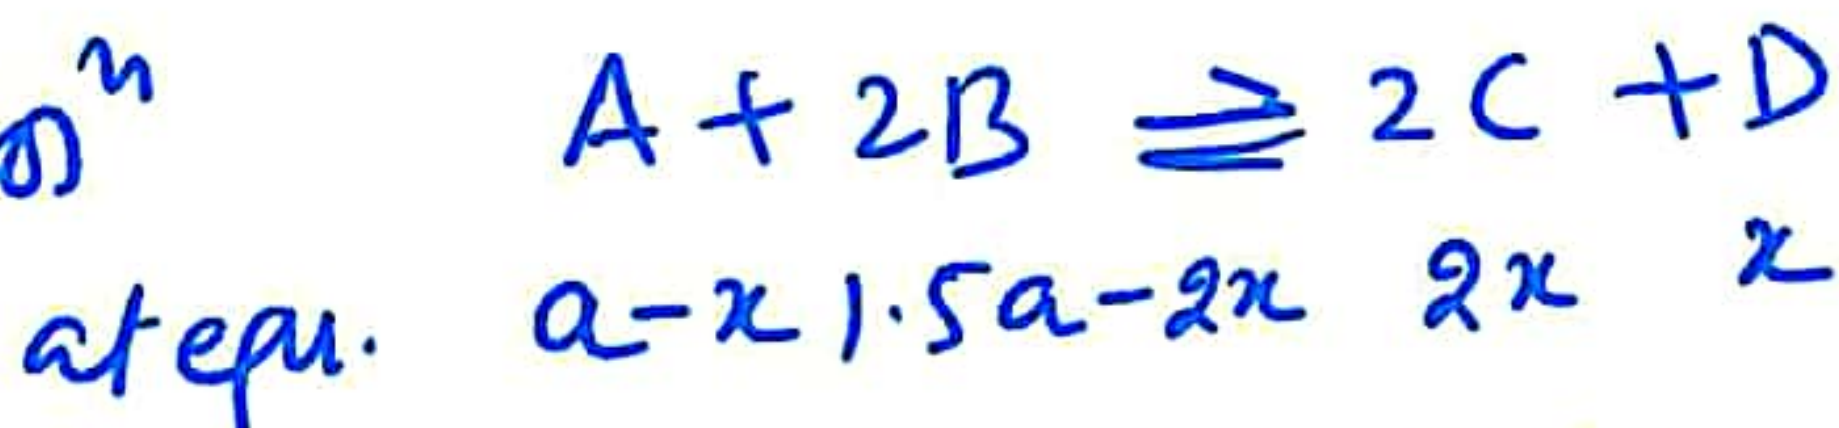 A + 2B ⇌ 2C + D
at equ. a-x 1.5a-2x 2x x